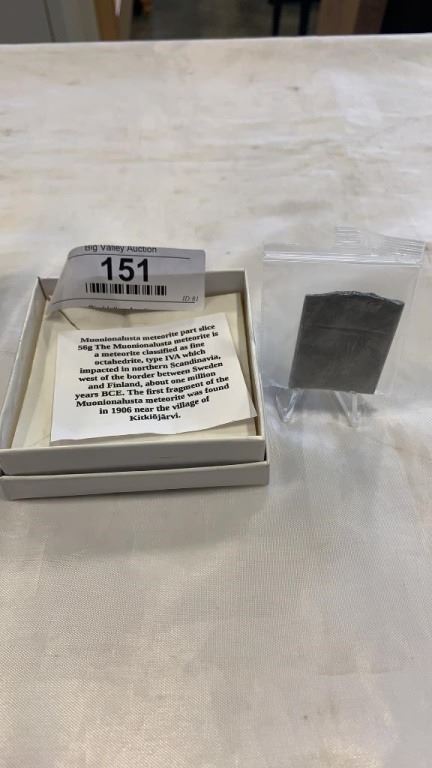 Big Valley Auction
151
ID:81
Muonionalusta meteorite part slice
56g The Muonionalusta meteorite is
a meteorite classified as fine
octahedrite, type IVA which
impacted in northern Scandinavia,
west of the border between Sweden
and Finland, about one million
years BCE. The first fragment of the
Muonionalusta meteorite was found
in 1906 near the village of
Kitkiöjärvi.